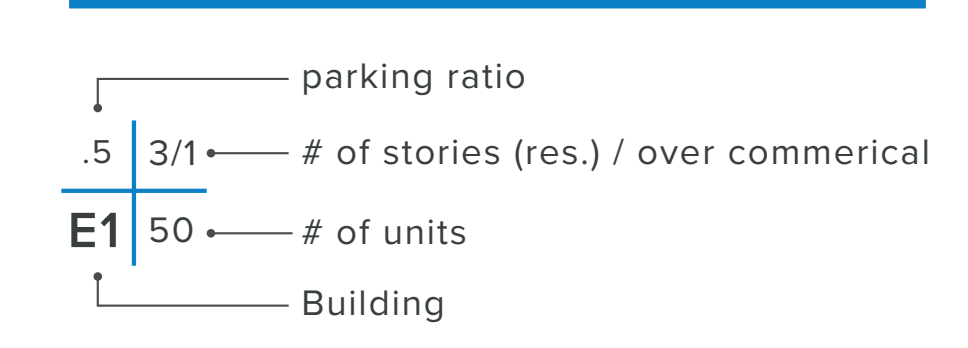 parking ratio
.5 3/1 # of stories (res.) / over commerical
E1 50 # of units
Building